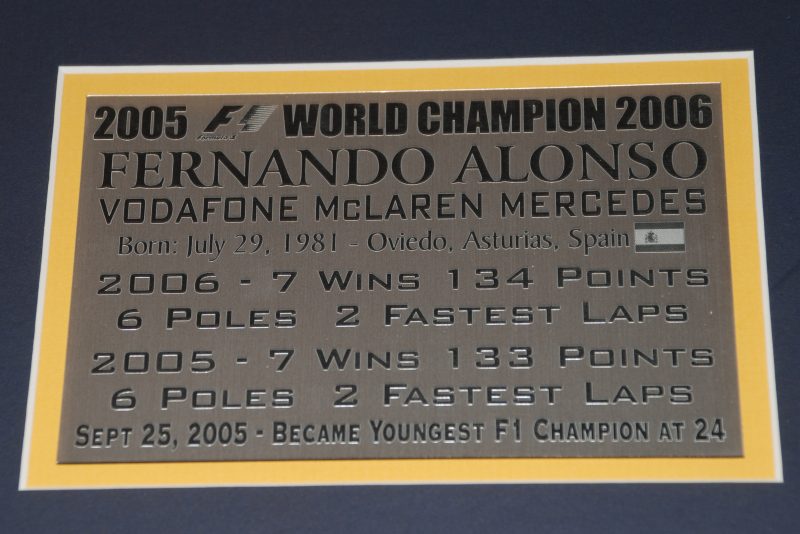 2005 F1 Formula 1 WORLD CHAMPION 2006
FERNANDO ALONSO
VODAFONE McLAREN MERCEDES
Born: July 29, 1981 - Oviedo, Asturias, Spain
2006 - 7 WINS 134 POINTS
6 POLES 2 FASTEST LAPS
2005 - 7 WINS 133 POINTS
6 POLES 2 FASTEST LAPS
SEPT 25, 2005 - BECAME YOUNGEST F1 CHAMPION AT 24